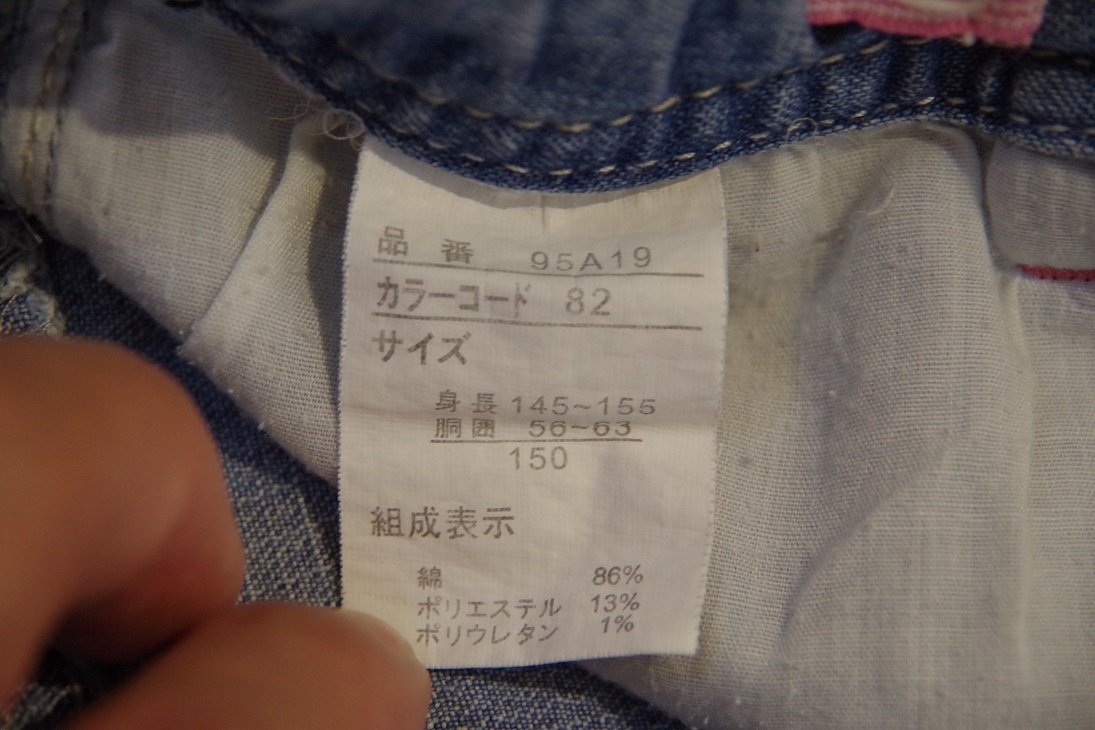 品番 95A19
カラーコード 82
サイズ
身長 145~155
胴囲 56~63
150
組成表示
綿 86%
ポリエステル 13%
ポリウレタン 1%